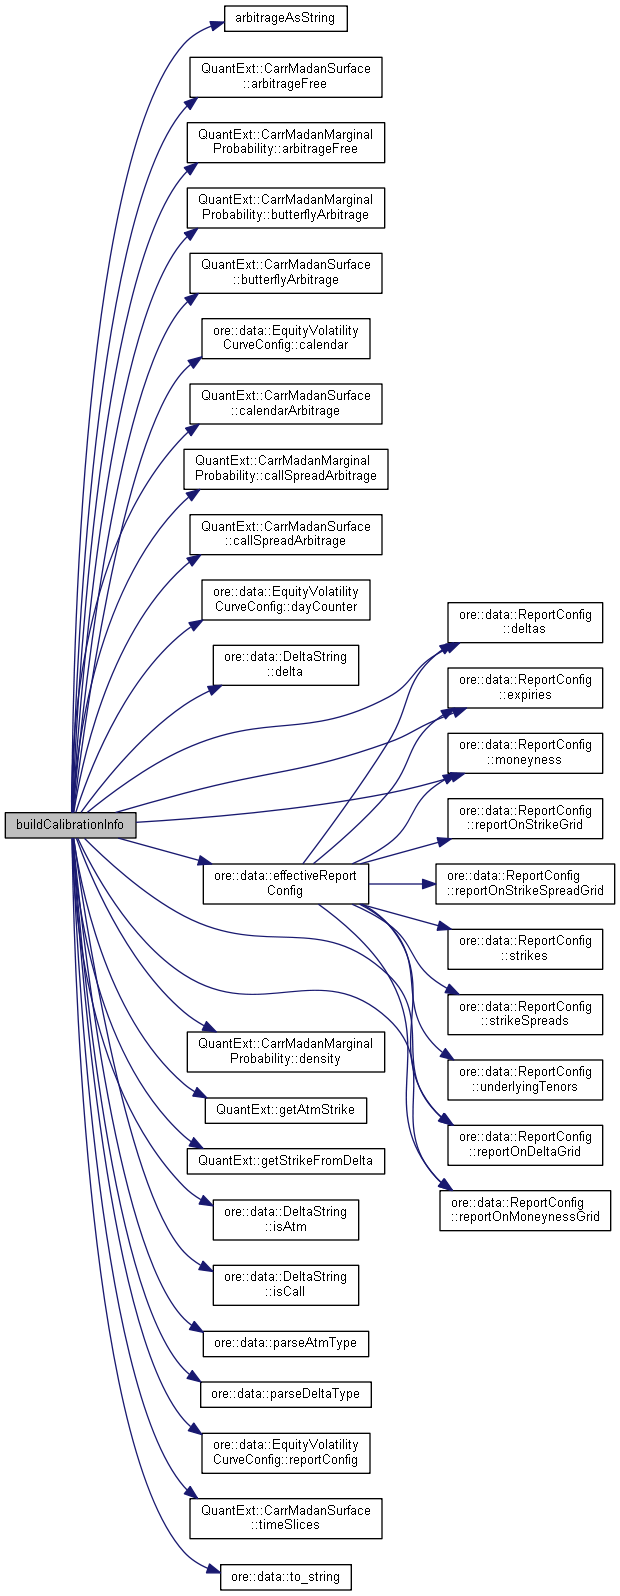 arbitrageAsString
QuantExt::CarrMadanSurface
::arbitrageFree
QuantExt::CarrMadanMarginal
Probability::arbitrageFree
QuantExt::CarrMadanMarginal
Probability::butterflyArbitrage
QuantExt::CarrMadanSurface
::butterflyArbitrage
ore::data::EquityVolatility
CurveConfig::calendar
QuantExt::CarrMadanSurface
::calendarArbitrage
QuantExt::CarrMadanMarginal
Probability::callSpreadArbitrage
QuantExt::CarrMadanSurface
::callSpreadArbitrage
ore::data::EquityVolatility
CurveConfig::dayCounter
ore::data::DeltaString
::delta
buildCalibrationInfo
ore::data::effectiveReport
Config
ore::data::ReportConfig
::deltas
ore::data::ReportConfig
::expiries
ore::data::ReportConfig
::moneyness
ore::data::ReportConfig
::reportOnStrikeGrid
ore::data::ReportConfig
::reportOnStrikeSpreadGrid
ore::data::ReportConfig
::strikes
ore::data::ReportConfig
::strikeSpreads
ore::data::ReportConfig
::underlyingTenors
ore::data::ReportConfig
::reportOnDeltaGrid
ore::data::ReportConfig
::reportOnMoneynessGrid
QuantExt::CarrMadanMarginal
Probability::density
QuantExt::getAtmStrike
QuantExt::getStrikeFromDelta
ore::data::DeltaString
::isAtm
ore::data::DeltaString
::isCall
ore::data::parseAtmType
ore::data::parseDeltaType
ore::data::EquityVolatility
CurveConfig::reportConfig
QuantExt::CarrMadanSurface
::timeSlices
ore::data::to_string